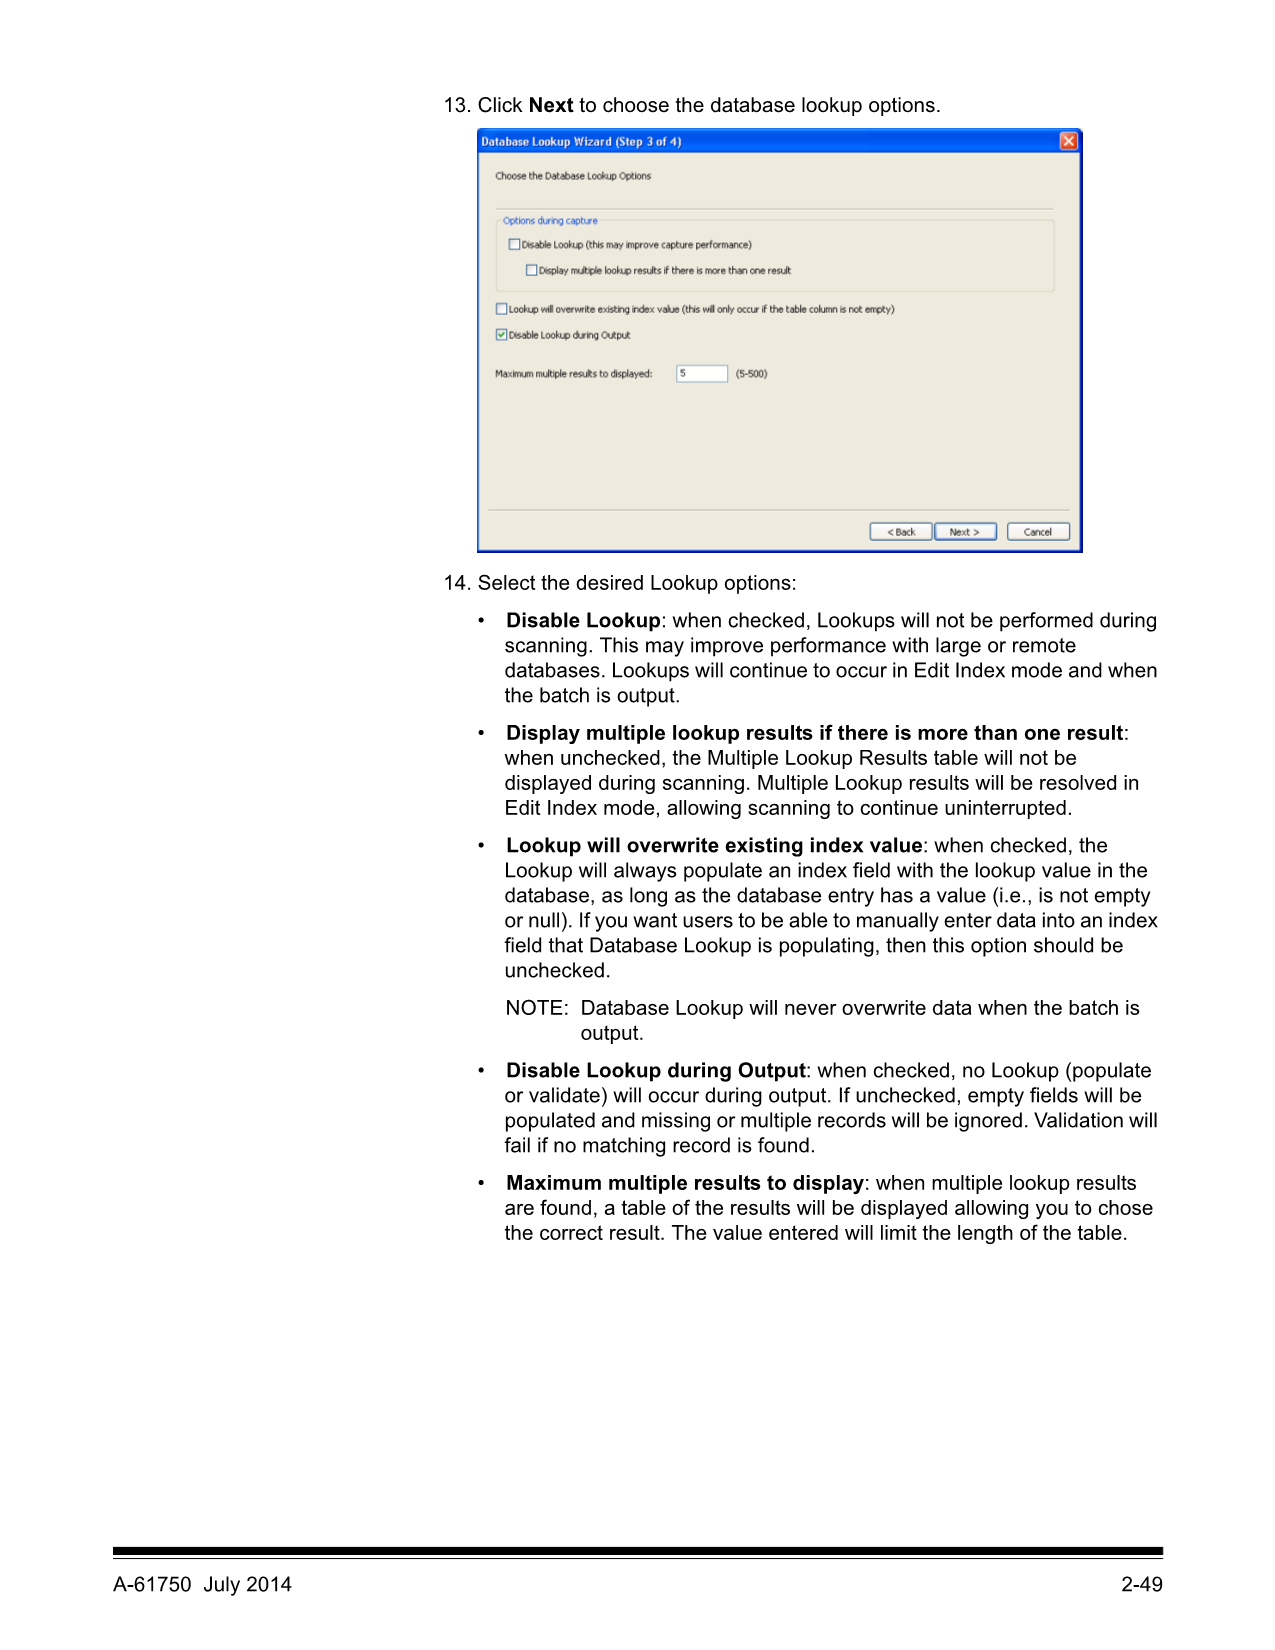 13. Click Next to choose the database lookup options.
Database Lookup Wizard (Step 3 of 4)
Choose the Database Lookup Options
Options during capture
Disable Lookup (this may improve capture performance)
Display multiple lookup results if there is more than one result
Lookup will overwrite existing index value (this will only occur if the table column is not empty)
Disable Lookup during Output
Maximum multiple results to displayed: 5 (5-500)
< Back Next > Cancel
14. Select the desired Lookup options:
• Disable Lookup: when checked, Lookups will not be performed during
scanning. This may improve performance with large or remote
databases. Lookups will continue to occur in Edit Index mode and when
the batch is output.
• Display multiple lookup results if there is more than one result:
when unchecked, the Multiple Lookup Results table will not be
displayed during scanning. Multiple Lookup results will be resolved in
Edit Index mode, allowing scanning to continue uninterrupted.
• Lookup will overwrite existing index value: when checked, the
Lookup will always populate an index field with the lookup value in the
database, as long as the database entry has a value (i.e., is not empty
or null). If you want users to be able to manually enter data into an index
field that Database Lookup is populating, then this option should be
unchecked.
NOTE: Database Lookup will never overwrite data when the batch is
output.
• Disable Lookup during Output: when checked, no Lookup (populate
or validate) will occur during output. If unchecked, empty fields will be
populated and missing or multiple records will be ignored. Validation will
fail if no matching record is found.
• Maximum multiple results to display: when multiple lookup results
are found, a table of the results will be displayed allowing you to chose
the correct result. The value entered will limit the length of the table.
A-61750 July 2014 2-49